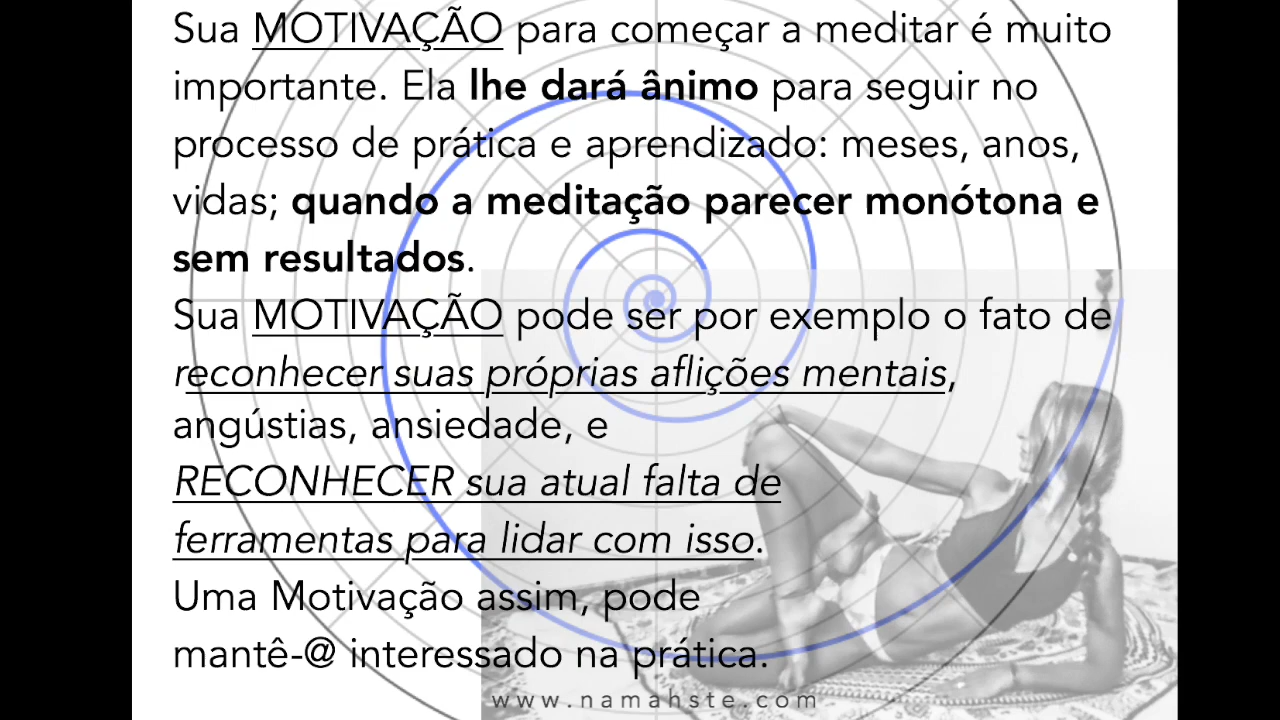 Sua MOTIVAÇÃO para começar a meditar é muito
importante. Ela lhe dará ânimo para seguir no
processo de prática e aprendizado: meses, anos,
vidas; quando a meditação parecer monótona e
sem resultados.
Sua MOTIVAÇÃO pode ser por exemplo o fato de
reconhecer suas próprias aflições mentais,
angústias, ansiedade, e
RECONHECER sua atual falta de
ferramentas para lidar com isso.
Uma Motivação assim, pode
mantê-@ interessado na prática.
www.namahste.com